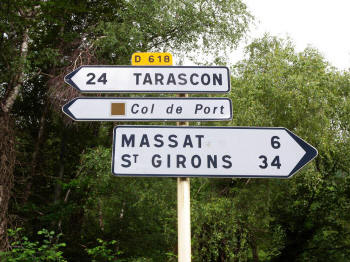 D 618
24 TARASCON
Col de Port
MASSAT 6
ST GIRONS 34